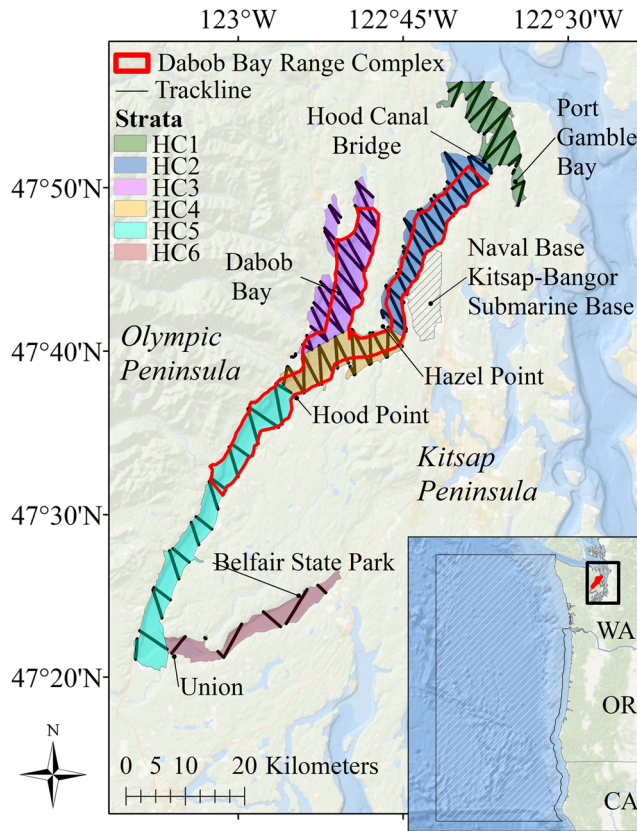 123°W
122°45'W
122°30'W
Dabob Bay Range Complex
Trackline
Strata
HC1
HC2
HC3
HC4
HC5
HC6
Hood Canal
Bridge
Port
Gamble
Bay
47°50'N
Dabob
Bay
Naval Base
Kitsap-Bangor
Submarine Base
Olympic
Peninsula
47°40'N
Hazel Point
Hood Point
Kitsap
Peninsula
47°30'N
Belfair State Park
47°20'N
Union
WA
OR
CA
N
0 5 10 20 Kilometers